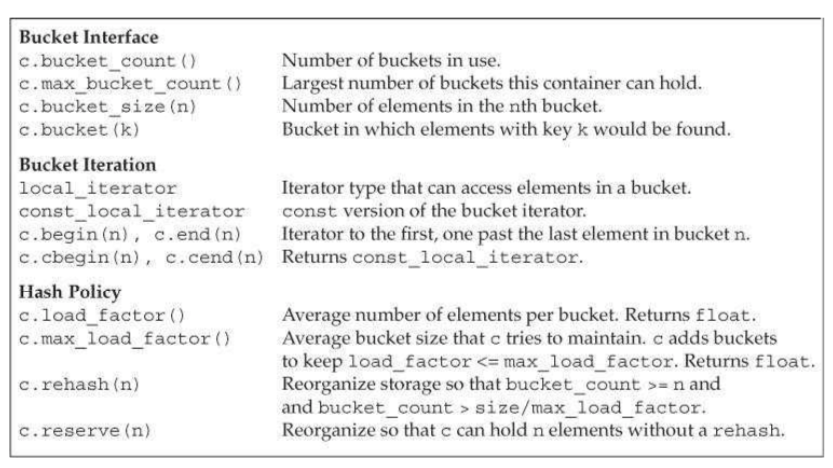 Bucket Interface
c.bucket_count() Number of buckets in use.
c.max_bucket_count() Largest number of buckets this container can hold.
c.bucket_size(n) Number of elements in the nth bucket.
c.bucket(k) Bucket in which elements with key k would be found.
Bucket Iteration
local_iterator Iterator type that can access elements in a bucket.
const_local_iterator const version of the bucket iterator.
c.begin(n), c.end(n) Iterator to the first, one past the last element in bucket n.
c.cbegin(n), c.cend(n) Returns const_local_iterator.
Hash Policy
c.load_factor() Average number of elements per bucket. Returns float.
c.max_load_factor() Average bucket size that c tries to maintain. c adds buckets
to keep load_factor <= max_load_factor. Returns float.
c.rehash(n) Reorganize storage so that bucket_count >= n and
and bucket_count > size/max_load_factor.
c.reserve(n) Reorganize so that c can hold n elements without a rehash.